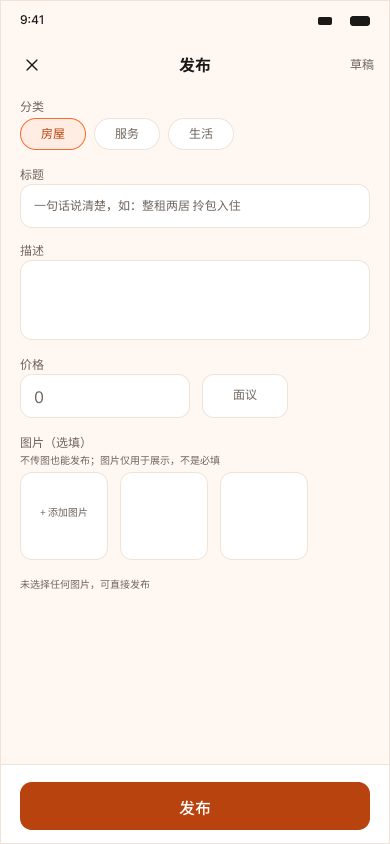 9:41
发布
草稿
分类
房屋
服务
生活
标题
一句话说清楚，如：整租两居 拎包入住
描述
价格
0
面议
图片（选填）
不传图也能发布；图片仅用于展示，不是必填
+ 添加图片
未选择任何图片，可直接发布
发布